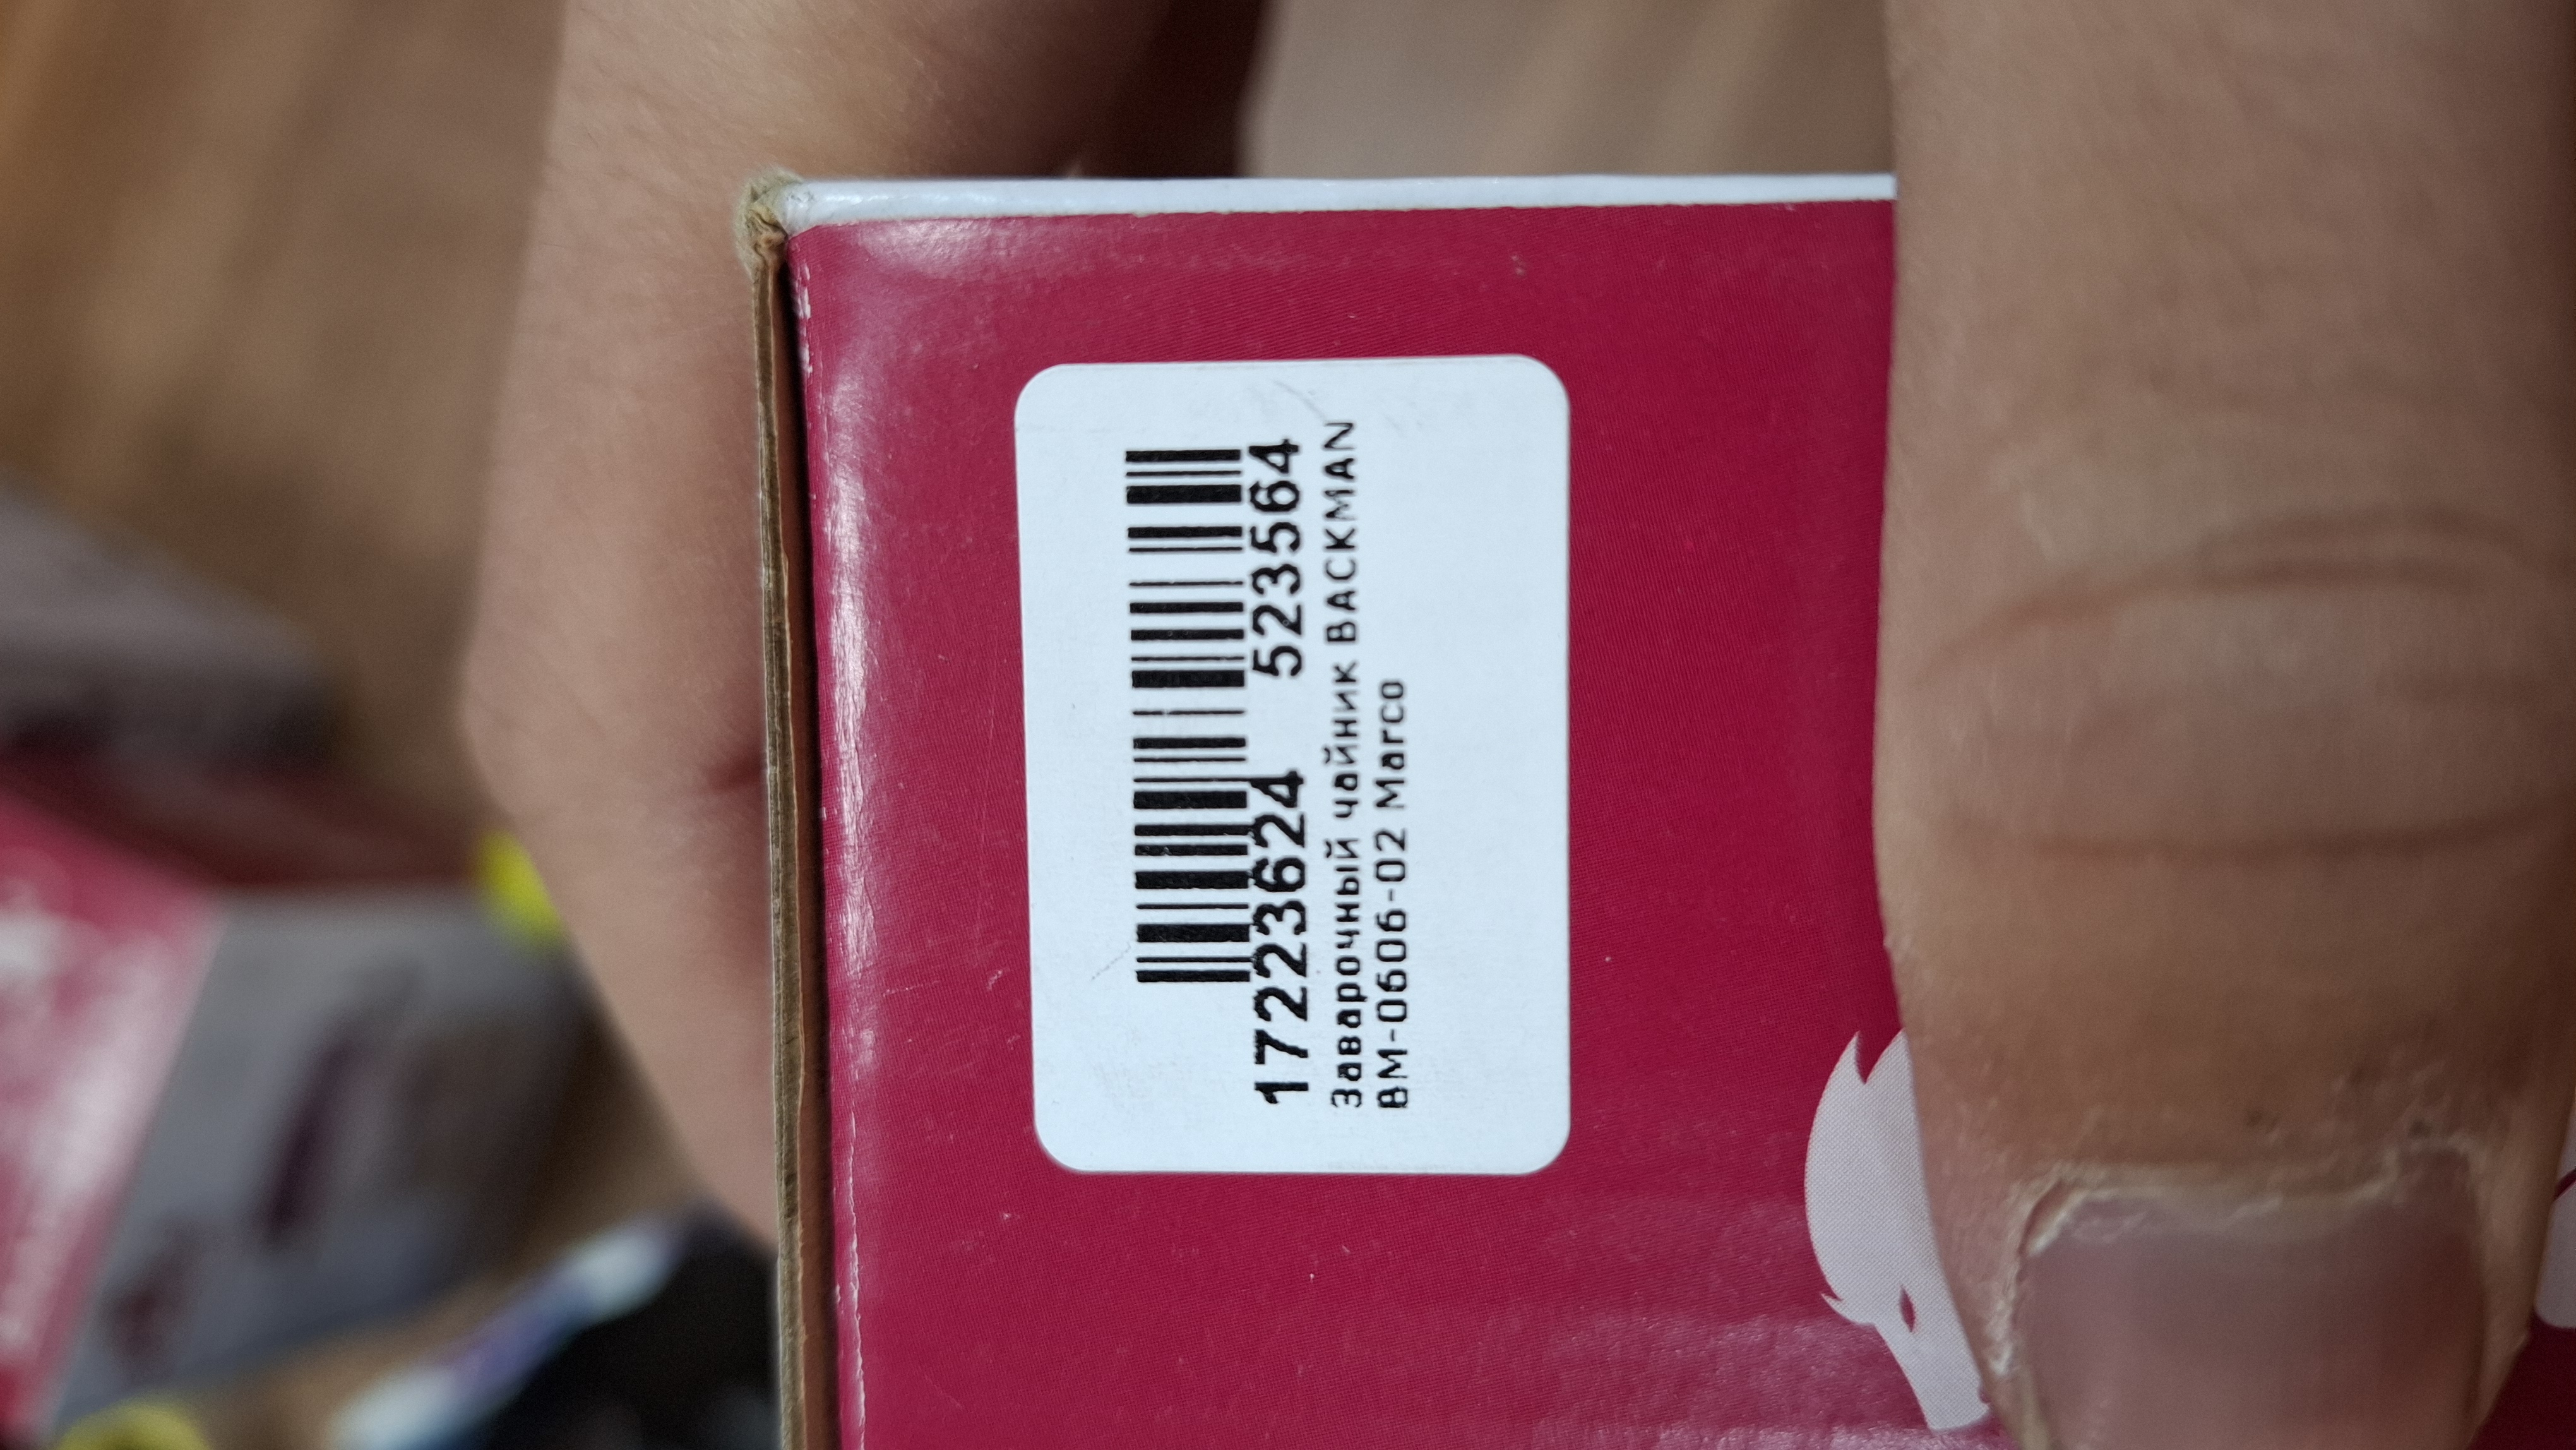 17223624 523564
Заварочный чайник BACKMAN
BM-0606-02 Marco